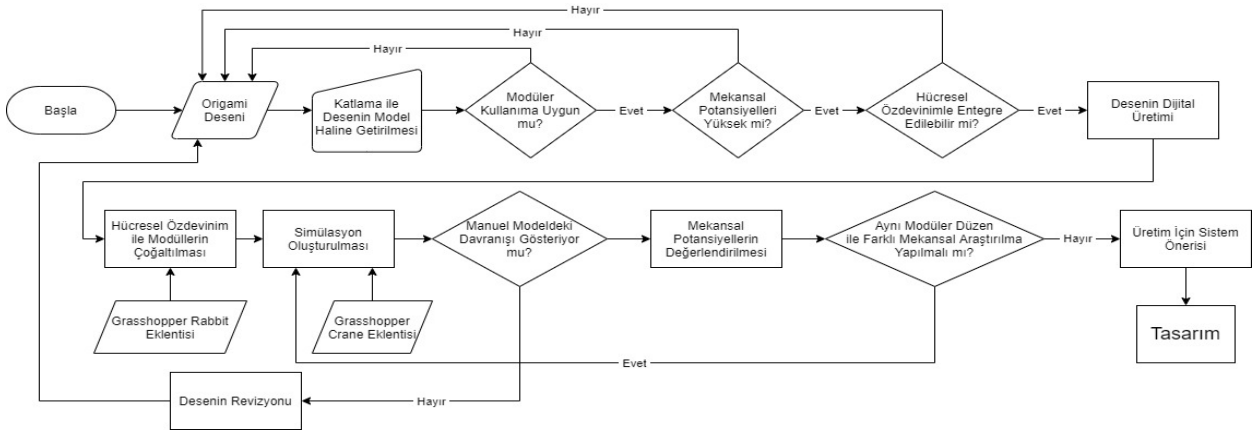 Hayır
Hayır
Hayır
Başla
Origami
Deseni
Katlama ile
Desenin Model
Haline Getirilmesi
Modüler
Kullanıma Uygun
mu?
Evet
Mekansal
Potansiyelleri
Yüksek mi?
Evet
Hücresel
Özdevinimle Entegre
Edilebilir mi?
Evet
Desenin Dijital
Üretimi
Hücresel Özdevinim
ile Modüllerin
Çoğaltılması
Simülasyon
Oluşturulması
Manuel Modeldeki
Davranışı Gösteriyor
mu?
Mekansal
Potansiyellerin
Değerlendirilmesi
Aynı Modüler Düzen
ile Farklı Mekansal Araştırılma
Yapılmalı mı?
Hayır
Üretim İçin Sistem
Önerisi
Grasshopper Rabbit
Eklentisi
Grasshopper
Crane Eklentisi
Tasarım
Evet
Desenin Revizyonu
Hayır